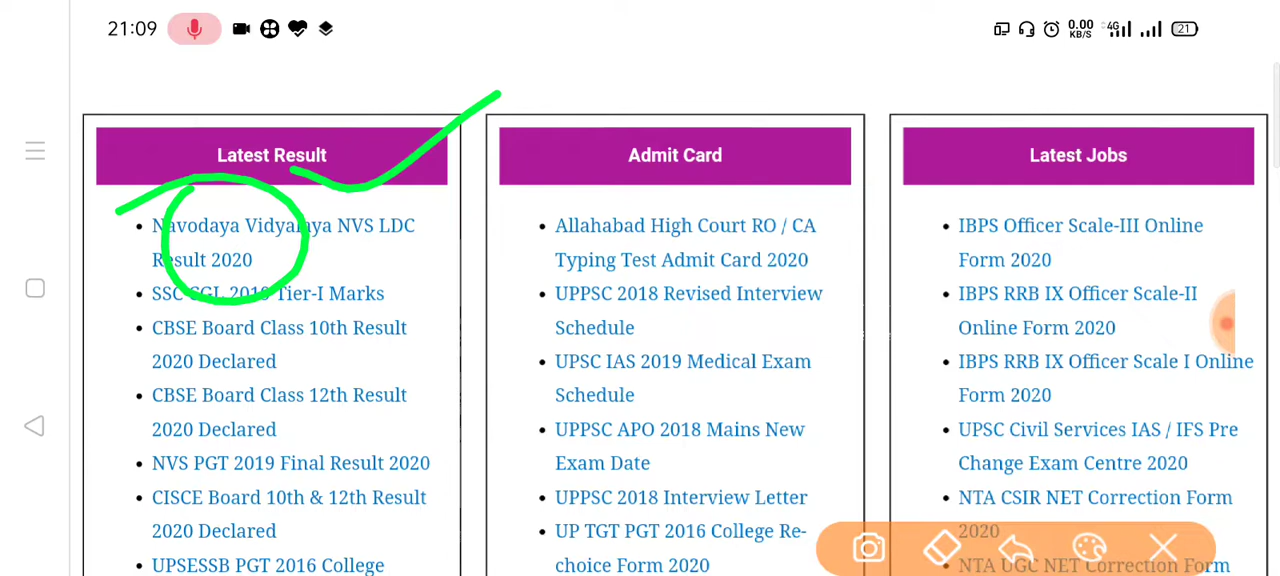 21:09
0.00
KB/S
4G
21
Latest Result
Navodaya Vidyalaya NVS LDC
Result 2020
SSC CGL 2019 Tier-I Marks
CBSE Board Class 10th Result
2020 Declared
CBSE Board Class 12th Result
2020 Declared
NVS PGT 2019 Final Result 2020
CISCE Board 10th & 12th Result
2020 Declared
UPSESSB PGT 2016 College
Admit Card
Allahabad High Court RO / CA
Typing Test Admit Card 2020
UPPSC 2018 Revised Interview
Schedule
UPSC IAS 2019 Medical Exam
Schedule
UPPSC APO 2018 Mains New
Exam Date
UPPSC 2018 Interview Letter
UP TGT PGT 2016 College Re-
choice Form 2020
Latest Jobs
IBPS Officer Scale-III Online
Form 2020
IBPS RRB IX Officer Scale-II
Online Form 2020
IBPS RRB IX Officer Scale I Online
Form 2020
UPSC Civil Services IAS / IFS Pre
Change Exam Centre 2020
NTA CSIR NET Correction Form
2020
NTA UGC NET Correction Form